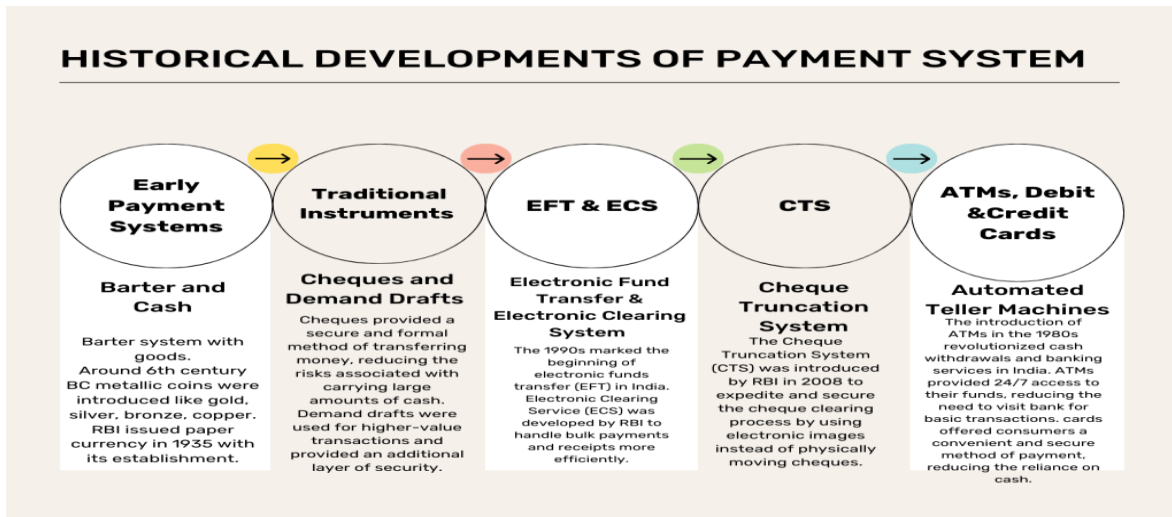 HISTORICAL DEVELOPMENTS OF PAYMENT SYSTEM
Early
Payment
Systems
Barter and
Cash
Barter system with
goods.
Around 6th century
BC metallic coins were
introduced like gold,
silver, bronze, copper.
RBI issued paper
currency in 1935 with
its establishment.
Traditional
Instruments
Cheques and
Demand Drafts
Cheques provided a
secure and formal
method of transferring
money, reducing the
risks associated with
carrying large
amounts of cash.
Demand drafts were
used for higher-value
transactions and
provided an additional
layer of security.
EFT & ECS
Electronic Fund
Transfer &
Electronic Clearing
System
The 1990s marked the
beginning of
electronic funds
transfer (EFT) in India.
Electronic Clearing
Service (ECS) was
developed by RBI to
handle bulk payments
and receipts more
efficiently.
CTS
Cheque
Truncation
System
The Cheque
Truncation System
(CTS) was introduced
by RBI in 2008 to
expedite and secure
the cheque clearing
process by using
electronic images
instead of physically
moving cheques.
ATMs, Debit
&Credit
Cards
Automated
Teller Machines
The introduction of
ATMs in the 1980s
revolutionized cash
withdrawals and banking
services in India. ATMs
provided 24/7 access to
their funds, reducing the
need to visit bank for
basic transactions. cards
offered consumers a
convenient and secure
method of payment,
reducing the reliance on
cash.